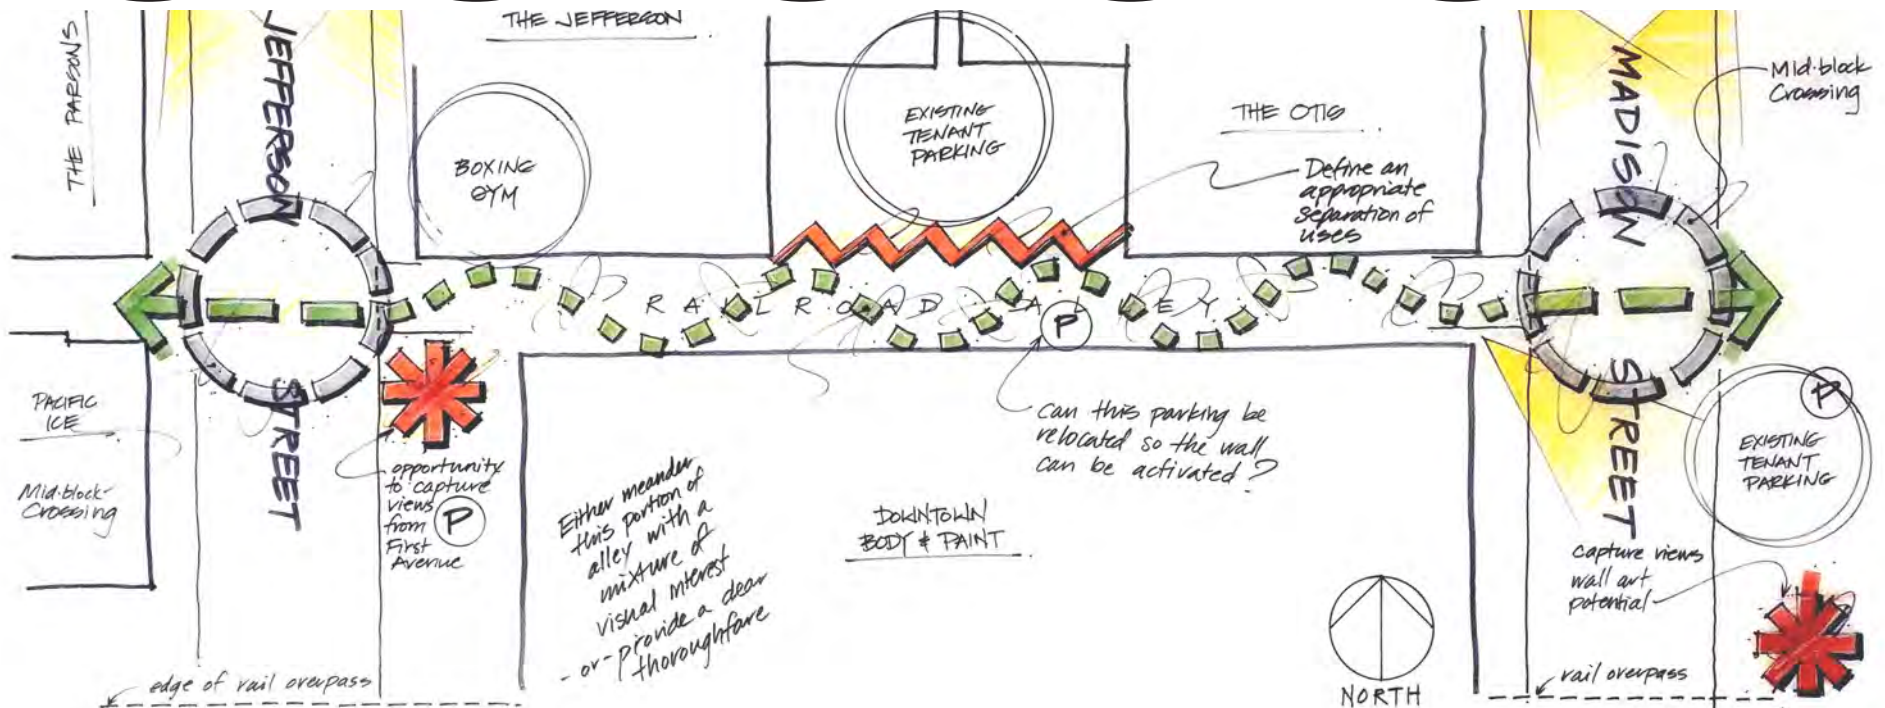 THE PARSONS
JEFFERSON
STREET
THE JEFFERSON
BOXING
GYM
EXISTING
TENANT
PARKING
THE OTIS
Define an
appropriate
separation of
uses
MADISON
STREET
Mid-block
Crossing
RAILROAD ALLEY
P
PACIFIC
ICE
Mid-block-
Crossing
opportunity
to capture
views
from
First
Avenue
P
Either meander
this portion of
alley with a
mixture of
visual interest
-or- provide a clear
thoroughfare
Can this parking be
relocated so the wall
can be activated?
DOWNTOWN
BODY & PAINT
P
EXISTING
TENANT
PARKING
Capture views
wall art
potential
edge of rail overpass
NORTH
rail overpass